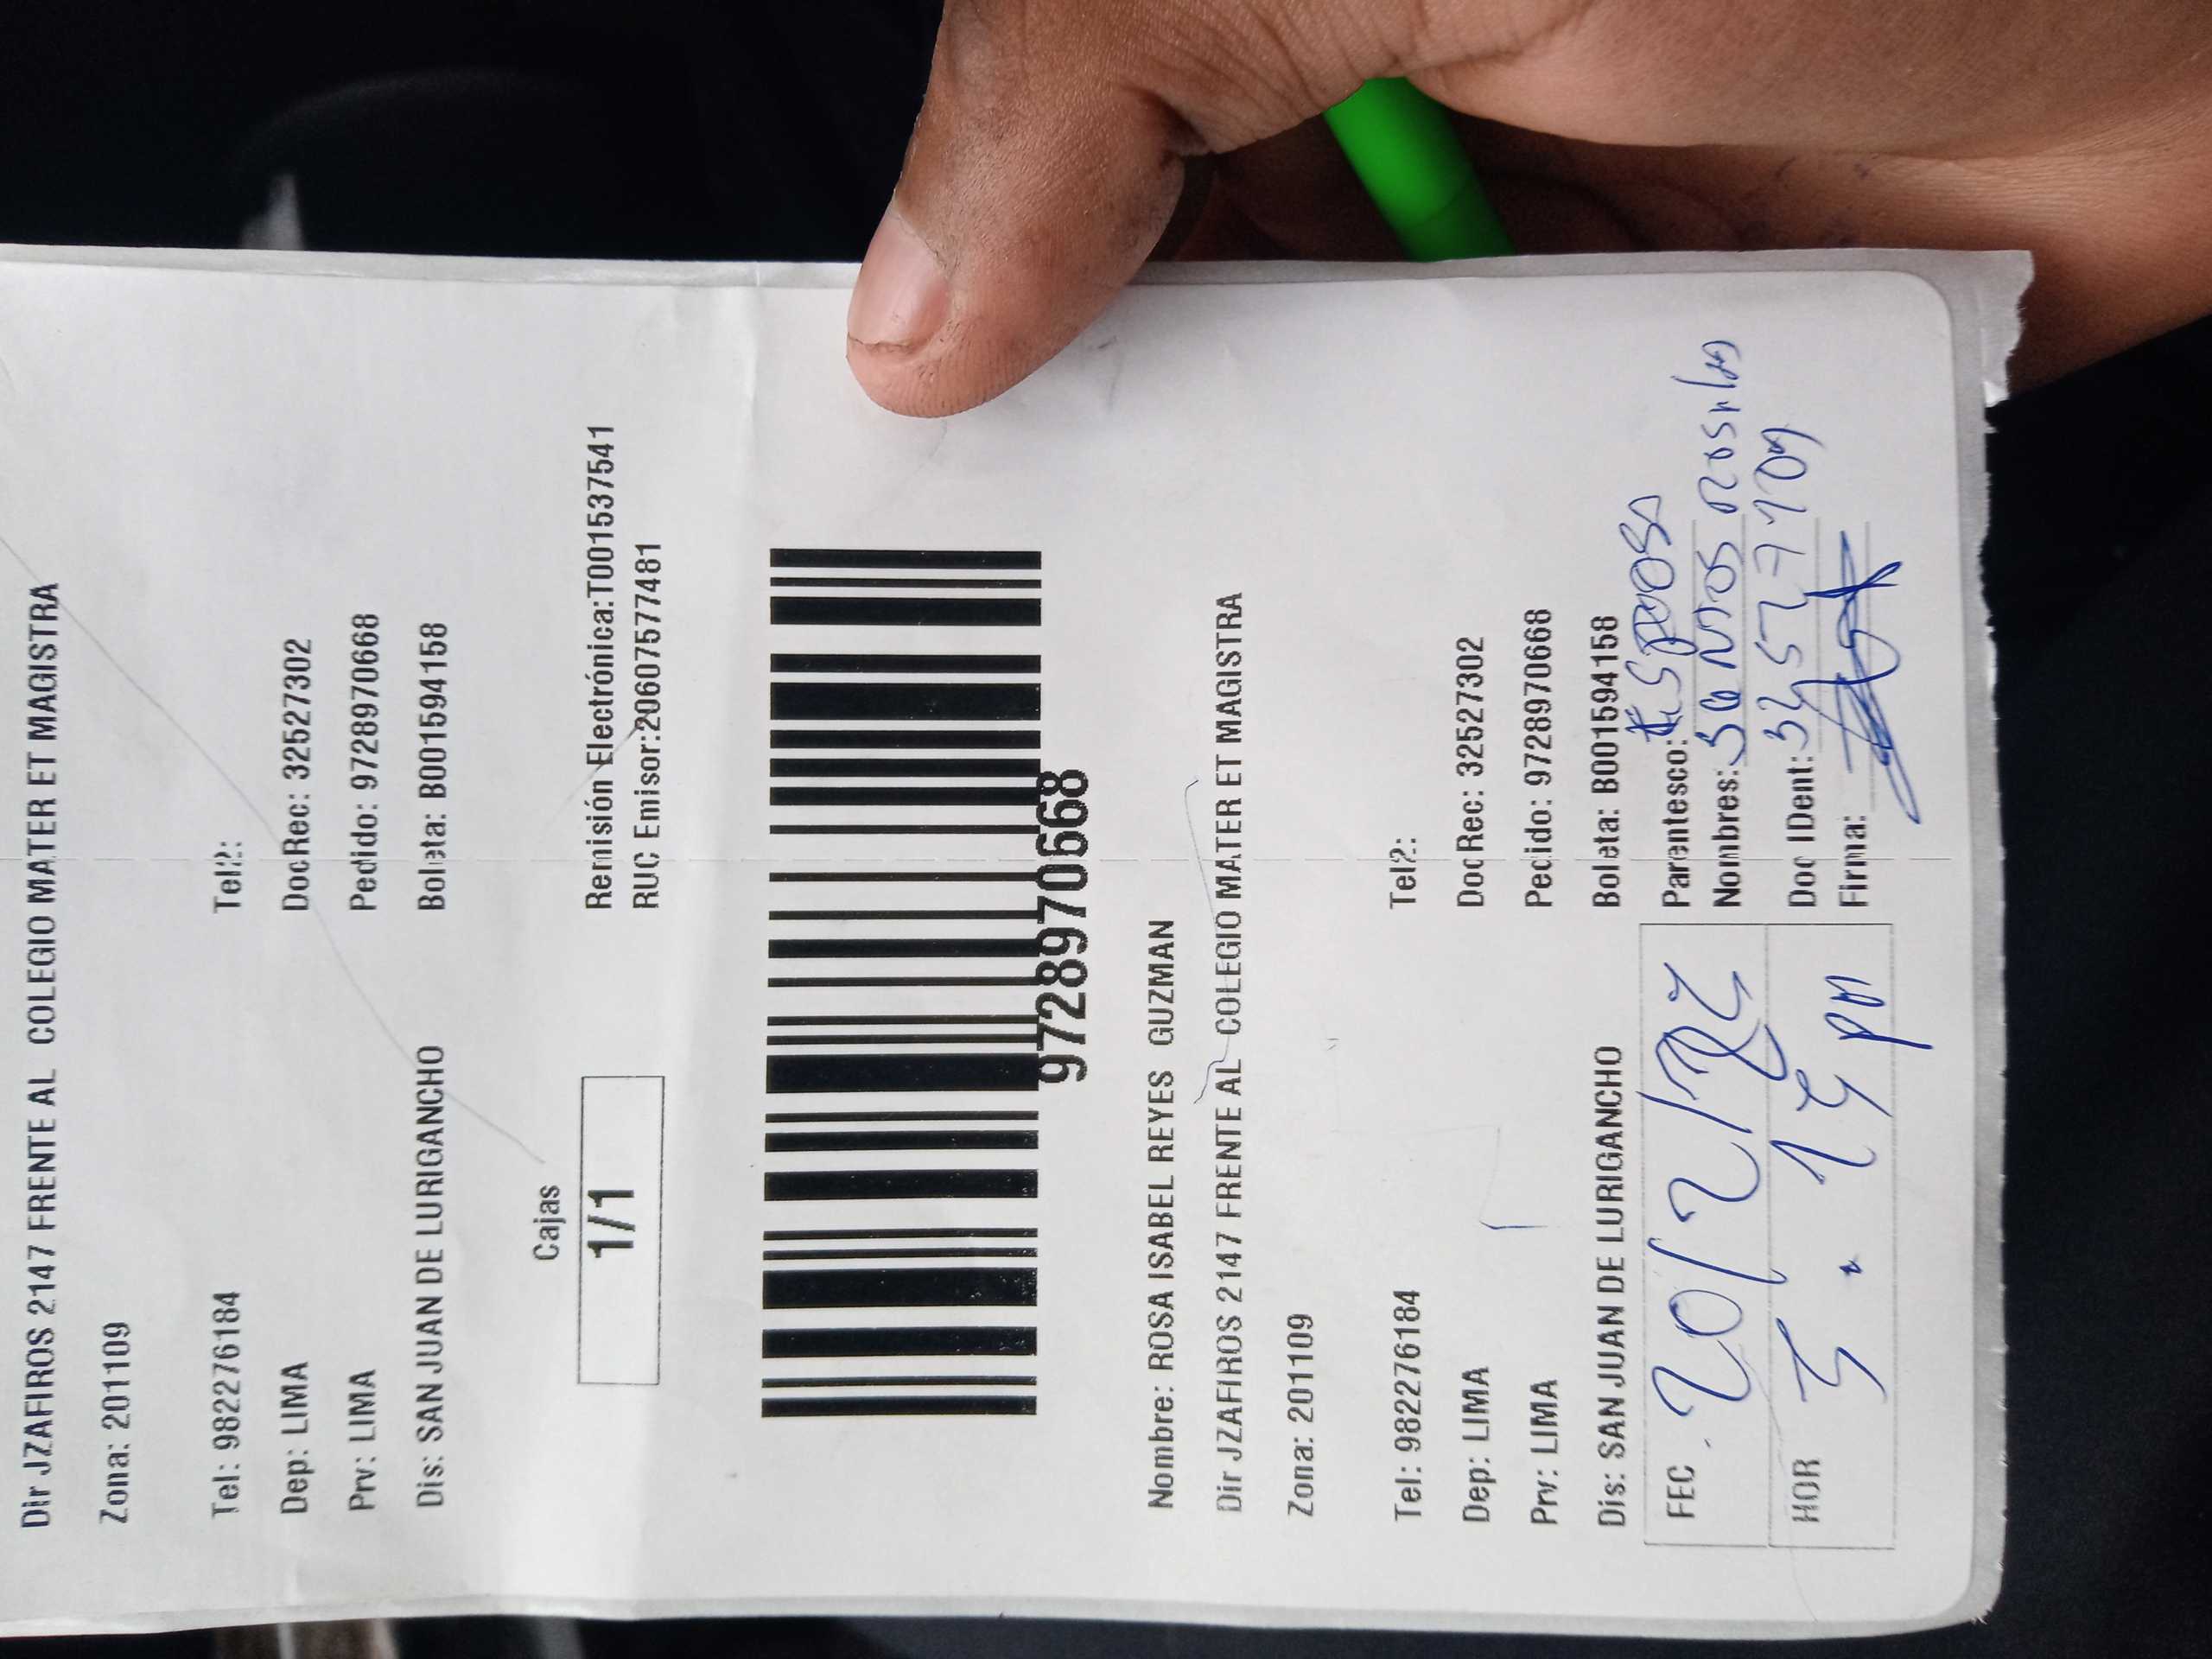 Dir JZAFIROS 2147 FRENTE AL COLEGIO MATER ET MAGISTRA
Zona: 201109
Tel: 982276184 Tel2:
Dep: LIMA DocRec: 32527302
Prv: LIMA Pedido: 9728970668
Dis: SAN JUAN DE LURIGANCHO Boleta: B001594158
Cajas
1/1
Remisión Electrónica:T001537541
RUC Emisor:20607577481
9728970668
Nombre: ROSA ISABEL REYES GUZMAN
Dir JZAFIROS 2147 FRENTE AL COLEGIO MATER ET MAGISTRA
Zona: 201109
Tel: 982276184 Tel2:
Dep: LIMA DocRec: 32527302
Prv: LIMA Pedido: 9728970668
Dis: SAN JUAN DE LURIGANCHO Boleta: B001594158
FEC 20/12/22
HOR
Parentesco: Esposo
Nombres:
Doc IDent:
Firma: